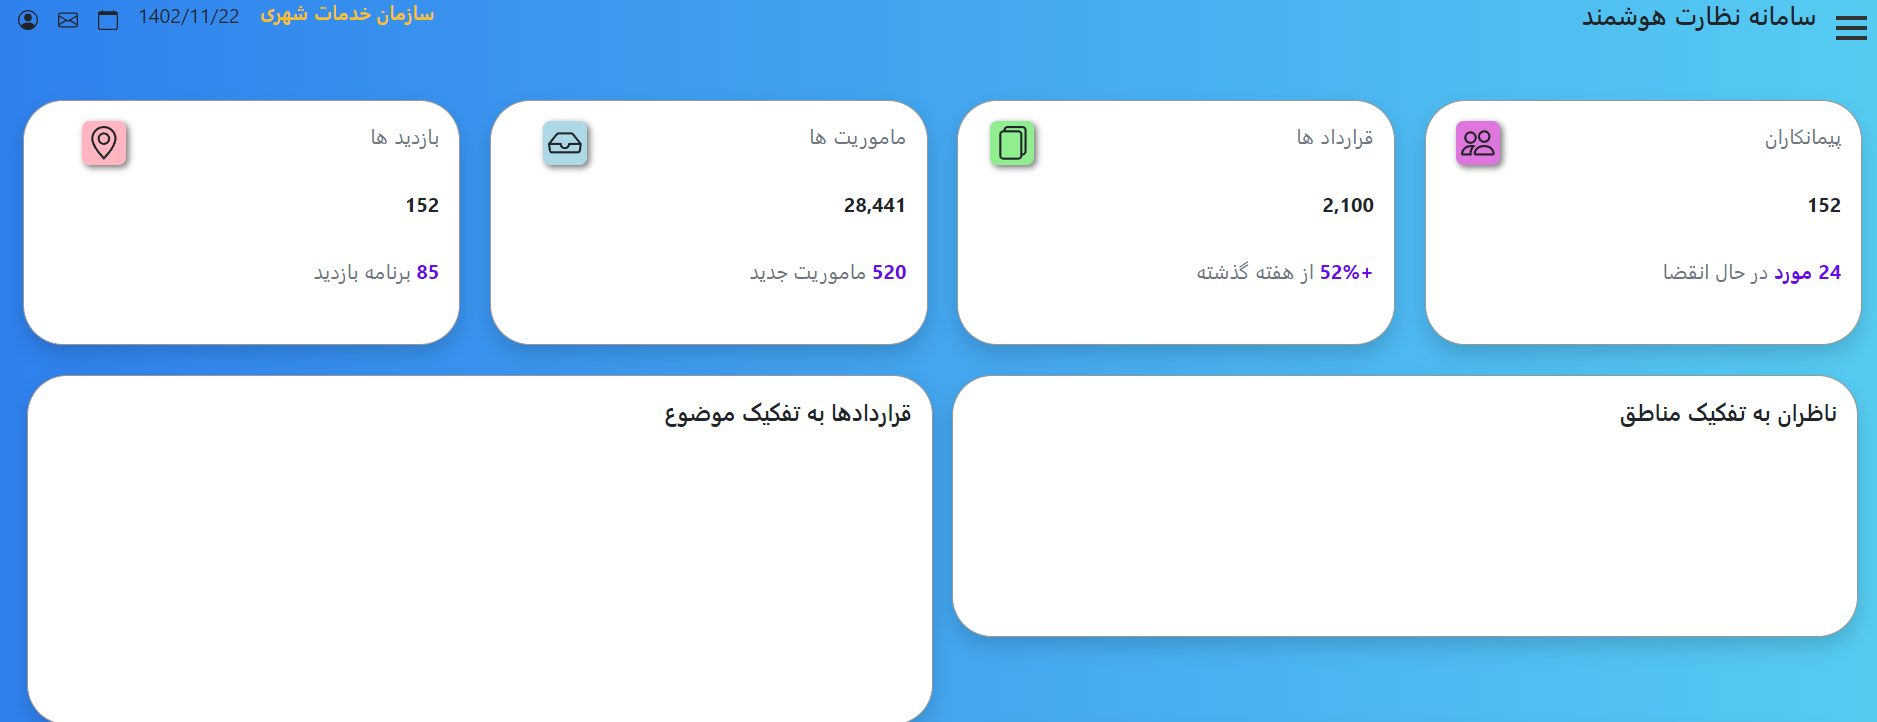 سامانه نظارت هوشمند
سازمان خدمات شهری
1402/11/22
پیمانکاران
152
24 مورد در حال انقضا
قرارداد ها
2,100
+52% از هفته گذشته
ماموریت ها
28,441
520 ماموریت جدید
بازدید ها
152
85 برنامه بازدید
ناظران به تفکیک مناطق
قراردادها به تفکیک موضوع